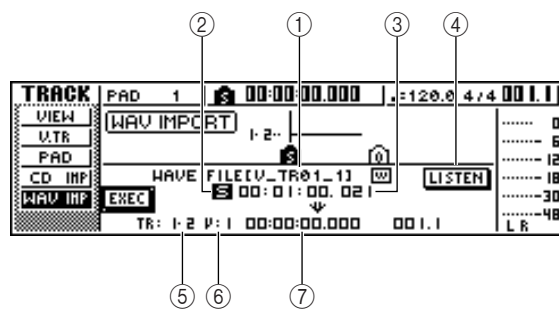 ② ① ③ ④
TRACK PAD 1 S 00:00:00.000 ♩=120.0 4/4 001.1
VIEW
V.TR
PAD
CD IMP
WAV IMP
WAV IMPORT
1·2··
S 0
WAVE FILE[V_TR01_1] W LISTEN
EXEC S 00:01:00.021
TR: 1·2 V:1 00:00:00.000 001.1
0
6
12
18
30
48
L R
⑤ ⑥ ⑦